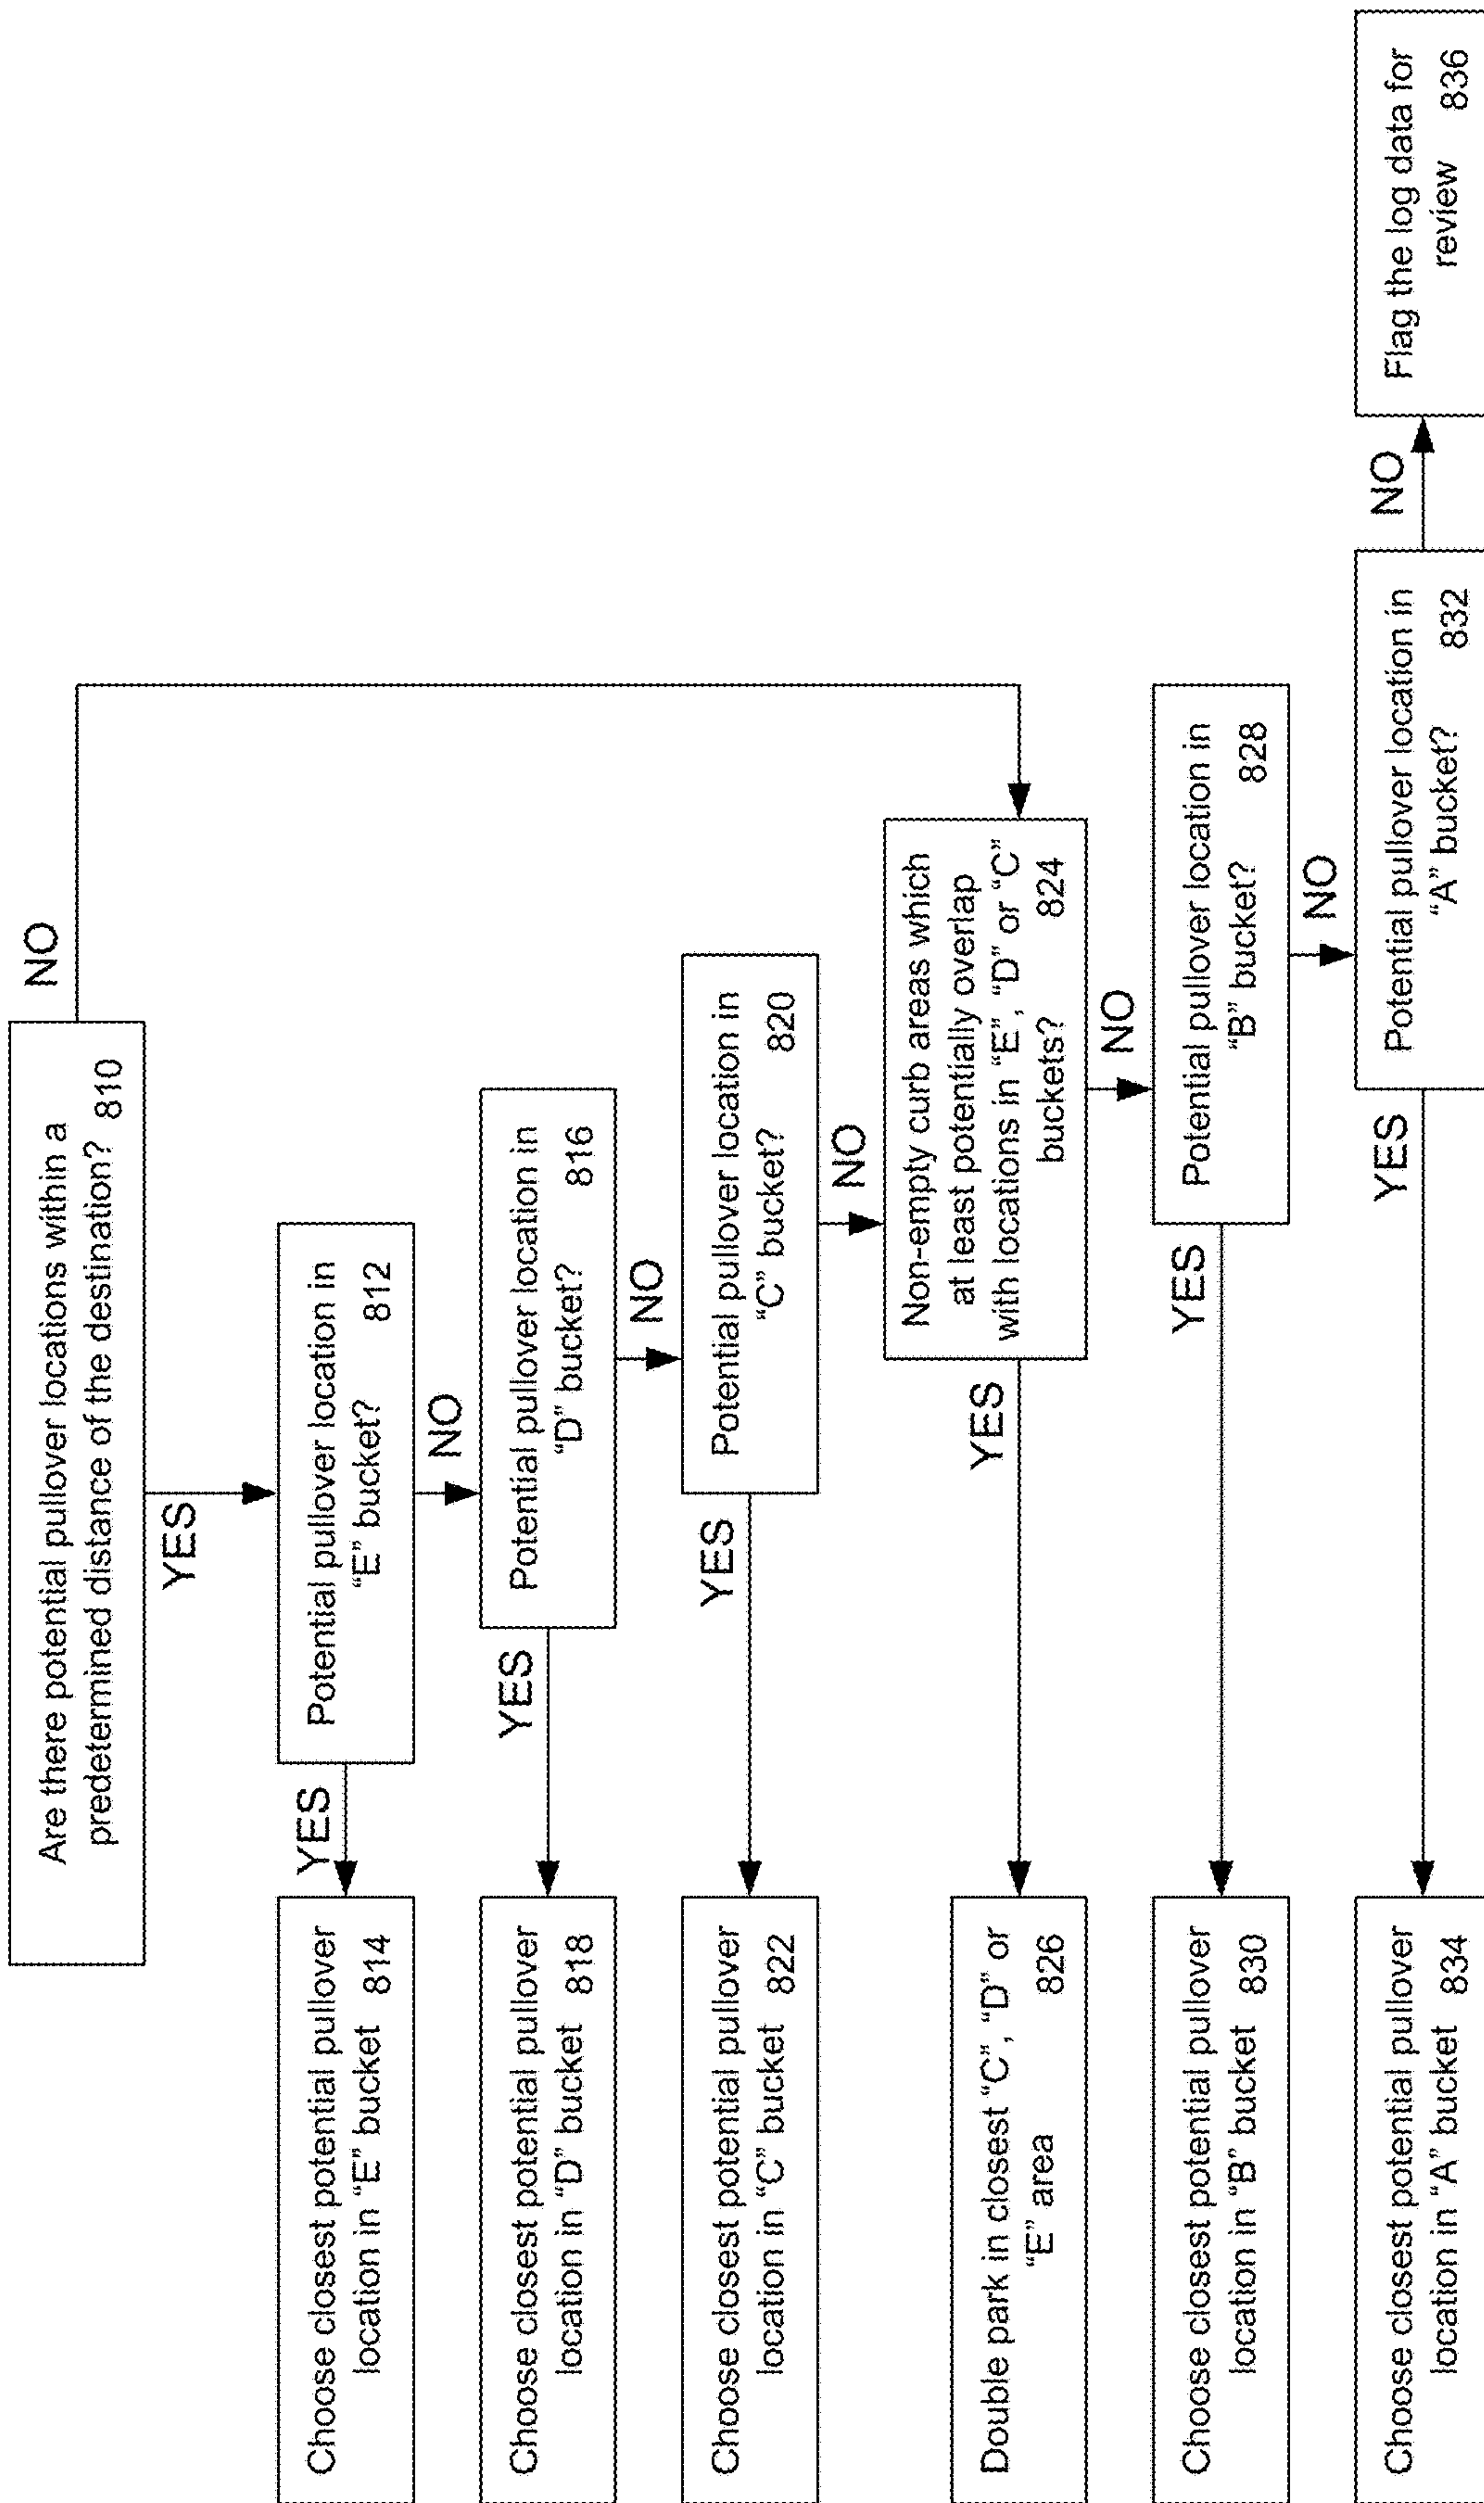 Are there potential pullover locations within a
predetermined distance of the destination? 810
NO
YES
Choose closest potential pullover
location in "E" bucket 814
YES
Potential pullover location in
"E" bucket? 812
NO
Choose closest potential pullover
location in "D" bucket 818
YES
Potential pullover location in
"D" bucket? 816
NO
Choose closest potential pullover
location in "C" bucket 822
YES
Potential pullover location in
"C" bucket? 820
NO
Double park in closest "C", "D" or
"E" area 826
YES
Non-empty curb areas which
at least potentially overlap
with locations in "E", "D" or "C"
buckets? 824
NO
Choose closest potential pullover
location in "B" bucket 830
YES
Potential pullover location in
"B" bucket? 828
NO
Choose closest potential pullover
location in "A" bucket 834
YES
Potential pullover location in
"A" bucket? 832
NO
Flag the log data for
review 836